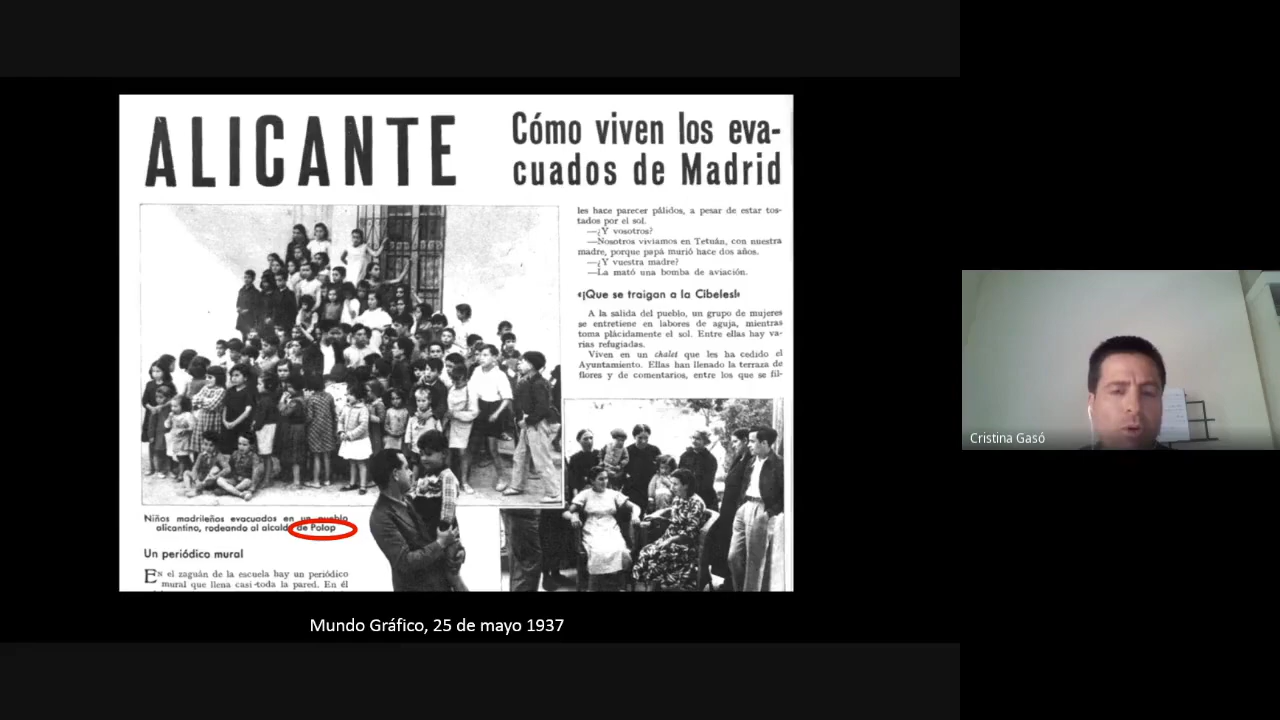 ALICANTE
Cómo viven los eva-
cuados de Madrid
les hace parecer pálidos, a pesar de estar tos-
tados por el sol.
—¿Y vosotros?
—Nosotros vivíamos en Tetuán, con nuestra
madre, porque papá murió hace dos años.
—¿Y vuestra madre?
—La mató una bomba de aviación.
«¡Que se traigan a la Cibeles!»
A la salida del pueblo, un grupo de mujeres
se entretiene en labores de aguja, mientras
toma plácidamente el sol. Entre ellas hay va-
rias refugiadas.
Viven en un chalet que les ha cedido el
Ayuntamiento. Ellas han llenado la terraza de
flores y de comentarios, entre los que se fil-
Niños madrileños evacuados en un pueblo
alicantino, rodeando al alcalde de Polop
Un periódico mural
En el zaguán de la escuela hay un periódico
mural que llena casi toda la pared. En él
Mundo Gráfico, 25 de mayo 1937
Cristina Gasó